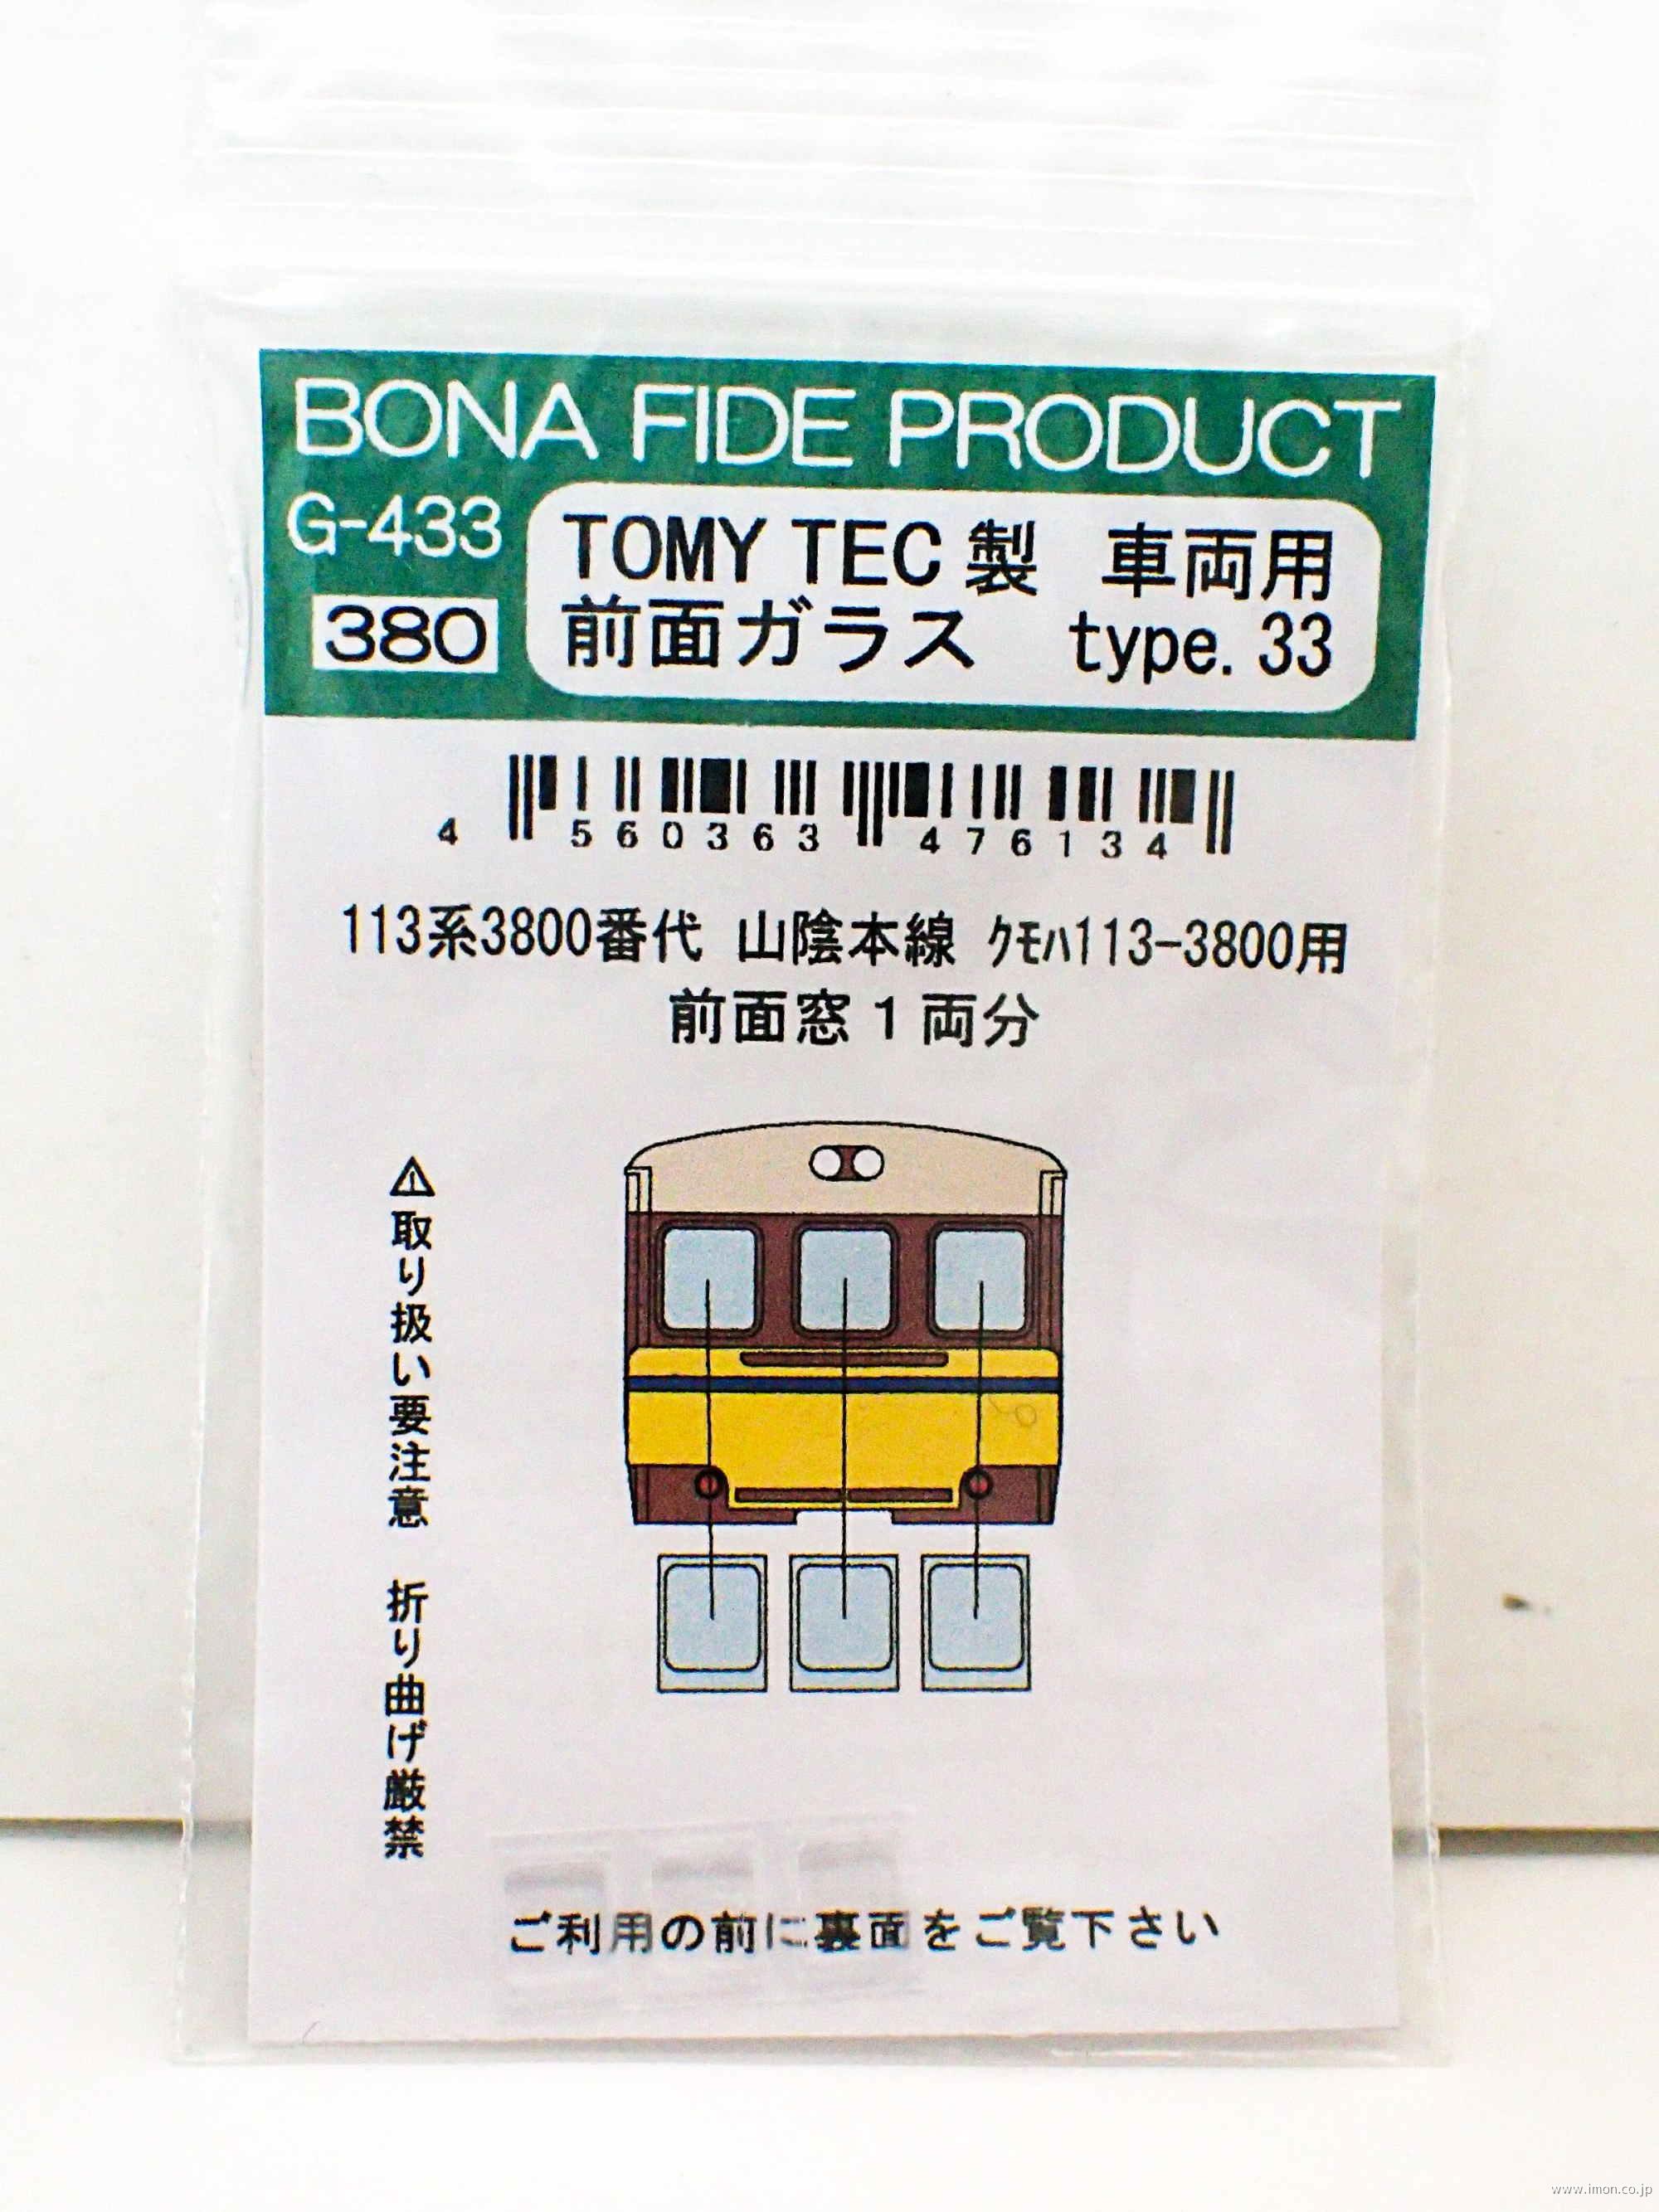 BONA FIDE PRODUCT
G-433
380
TOMY TEC製 車両用
前面ガラス type.33
4 560363 476134
113系3800番代 山陰本線 ｸﾓﾊ113-3800用
前面窓1両分
⚠取り扱い要注意 折り曲げ厳禁
ご利用の前に裏面をご覧下さい
www.imon.co.jp